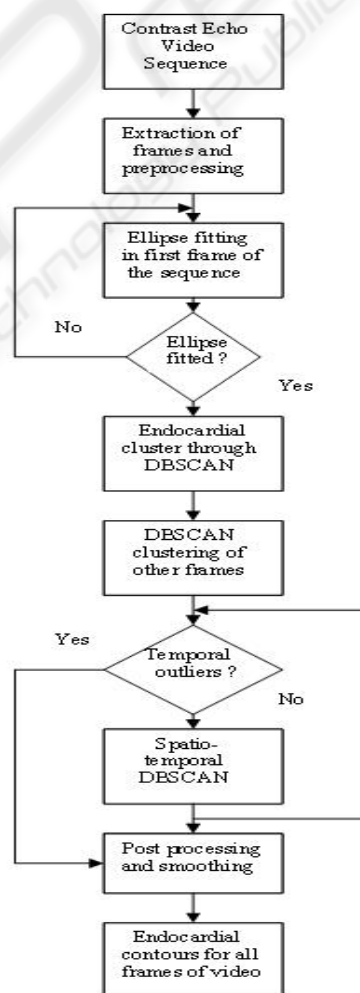 Contrast Echo
Video
Sequence
Extraction of
frames and
preprocessing
Ellipse fitting
in first frame of
the sequence
No
Ellipse
fitted ?
Yes
Endocardial
cluster through
DBSCAN
DBSCAN
clustering of
other frames
Yes
Temporal
outliers ?
No
Spatio-
temporal
DBSCAN
Post processing
and smoothing
Endocardial
contours for all
frames of video